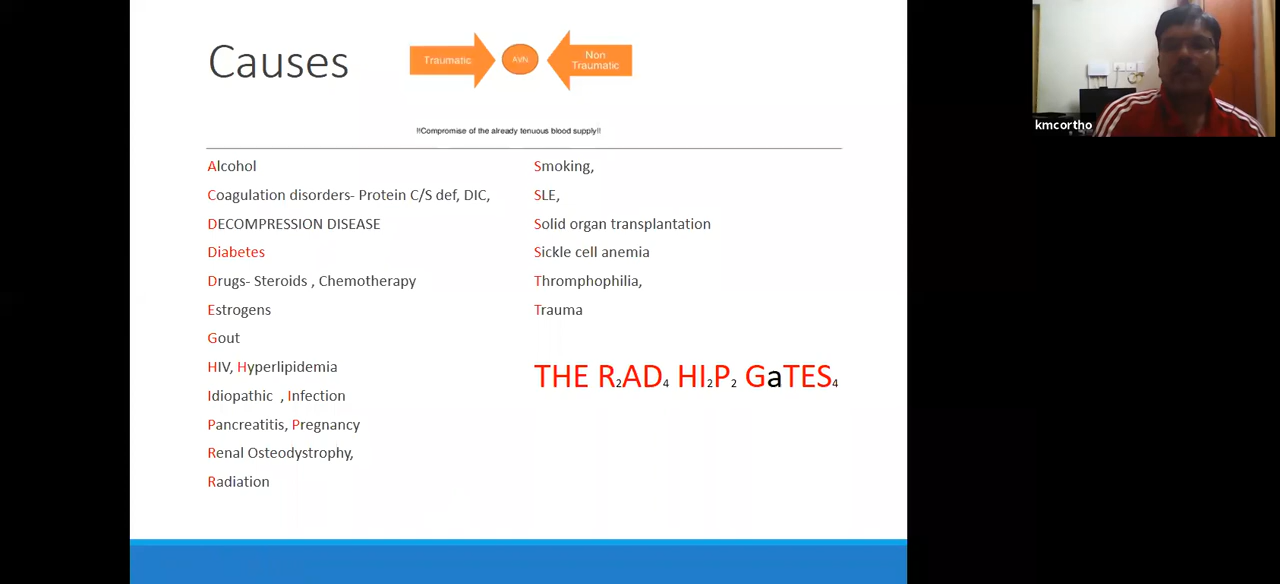 Causes
Traumatic
AVN
Non
Traumatic
!!Compromise of the already tenuous blood supply!!
Alcohol
Coagulation disorders- Protein C/S def, DIC,
DECOMPRESSION DISEASE
Diabetes
Drugs- Steroids , Chemotherapy
Estrogens
Gout
HIV, Hyperlipidemia
Idiopathic , Infection
Pancreatitis, Pregnancy
Renal Osteodystrophy,
Radiation
Smoking,
SLE,
Solid organ transplantation
Sickle cell anemia
Thromphophilia,
Trauma
THE R2AD4 HI2P2 GaTES4
kmcortho